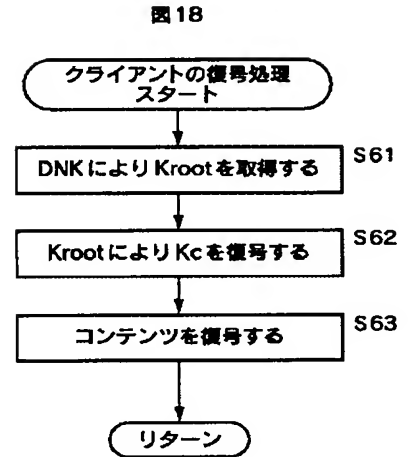 図18
クライアントの復号処理
スタート
DNKによりKrootを取得する
S61
KrootによりKcを復号する
S62
コンテンツを復号する
S63
リターン